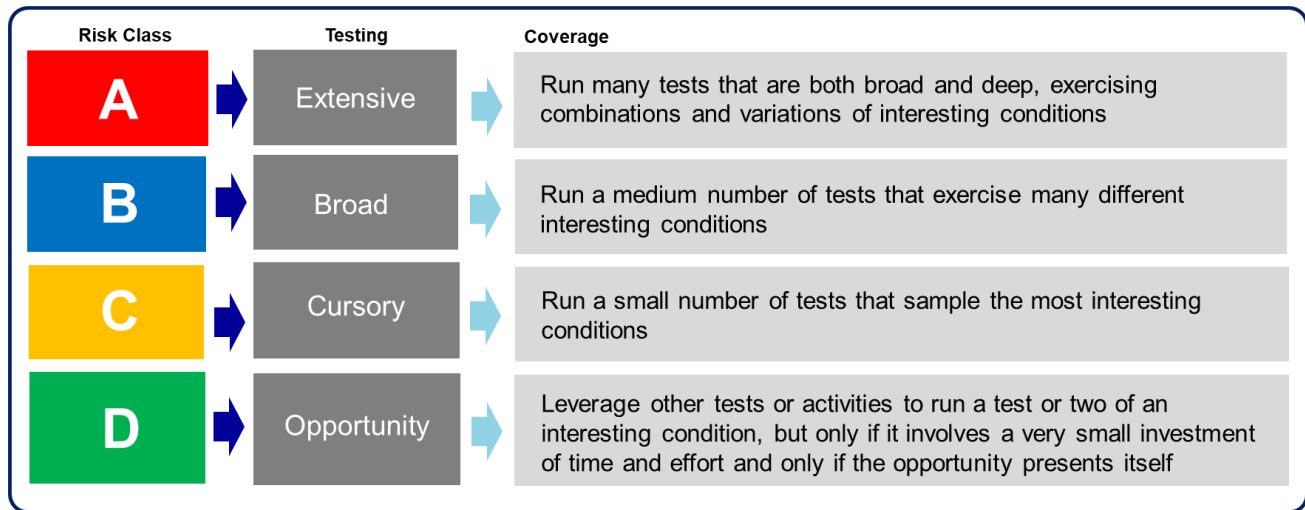 Risk Class Testing Coverage
A Extensive Run many tests that are both broad and deep, exercising
combinations and variations of interesting conditions
B Broad Run a medium number of tests that exercise many different
interesting conditions
C Cursory Run a small number of tests that sample the most interesting
conditions
D Opportunity Leverage other tests or activities to run a test or two of an
interesting condition, but only if it involves a very small investment
of time and effort and only if the opportunity presents itself